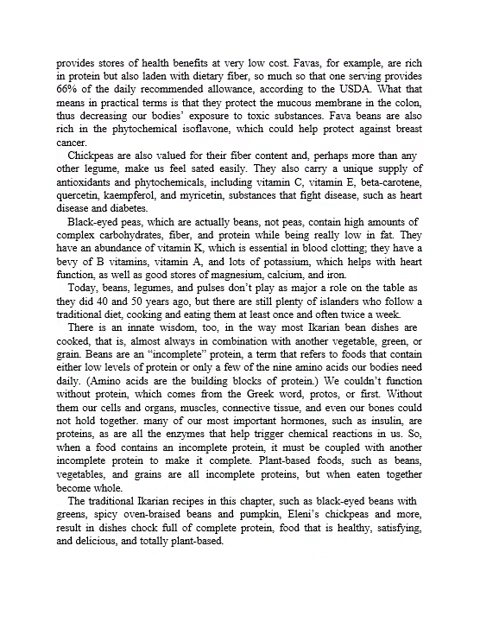 provides stores of health benefits at very low cost. Favas, for example, are rich
in protein but also laden with dietary fiber, so much so that one serving provides
66% of the daily recommended allowance, according to the USDA. What that
means in practical terms is that they protect the mucous membrane in the colon,
thus decreasing our bodies’ exposure to toxic substances. Fava beans are also
rich in the phytochemical isoflavone, which could help protect against breast
cancer.
Chickpeas are also valued for their fiber content and, perhaps more than any
other legume, make us feel sated easily. They also carry a unique supply of
antioxidants and phytochemicals, including vitamin C, vitamin E, beta-carotene,
quercetin, kaempferol, and myricetin, substances that fight disease, such as heart
disease and diabetes.
Black-eyed peas, which are actually beans, not peas, contain high amounts of
complex carbohydrates, fiber, and protein while being really low in fat. They
have an abundance of vitamin K, which is essential in blood clotting; they have a
bevy of B vitamins, vitamin A, and lots of potassium, which helps with heart
function, as well as good stores of magnesium, calcium, and iron.
Today, beans, legumes, and pulses don’t play as major a role on the table as
they did 40 and 50 years ago, but there are still plenty of islanders who follow a
traditional diet, cooking and eating them at least once and often twice a week.
There is an innate wisdom, too, in the way most Ikarian bean dishes are
cooked, that is, almost always in combination with another vegetable, green, or
grain. Beans are an “incomplete” protein, a term that refers to foods that contain
either low levels of protein or only a few of the nine amino acids our bodies need
daily. (Amino acids are the building blocks of protein.) We couldn’t function
without protein, which comes from the Greek word, protos, or first. Without
them our cells and organs, muscles, connective tissue, and even our bones could
not hold together. many of our most important hormones, such as insulin, are
proteins, as are all the enzymes that help trigger chemical reactions in us. So,
when a food contains an incomplete protein, it must be coupled with another
incomplete protein to make it complete. Plant-based foods, such as beans,
vegetables, and grains are all incomplete proteins, but when eaten together
become whole.
The traditional Ikarian recipes in this chapter, such as black-eyed beans with
greens, spicy oven-braised beans and pumpkin, Eleni’s chickpeas and more,
result in dishes chock full of complete protein, food that is healthy, satisfying,
and delicious, and totally plant-based.